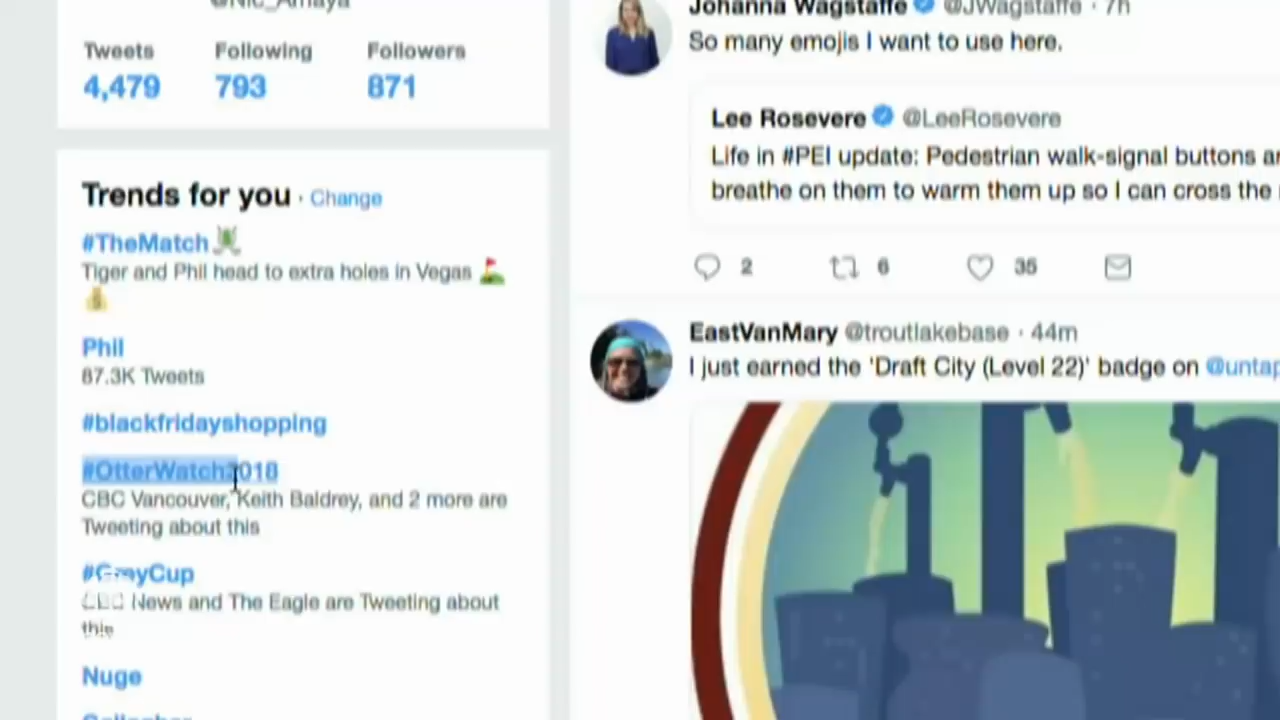 @Nic_Amaya
Tweets Following Followers
4,479 793 871
Trends for you · Change
#TheMatch
Tiger and Phil head to extra holes in Vegas
Phil
87.3K Tweets
#blackfridayshopping
#OtterWatch2018
CBC Vancouver, Keith Baldrey, and 2 more are
Tweeting about this
#GreyCup
CBC News and The Eagle are Tweeting about
this
Nuge
Gallagher
Johanna Wagstaffe @JWagstaffe · 7h
So many emojis I want to use here.
Lee Rosevere @LeeRosevere
Life in #PEI update: Pedestrian walk-signal buttons
breathe on them to warm them up so I can cross the
2 6 35
EastVanMary @troutlakebase · 44m
I just earned the 'Draft City (Level 22)' badge on @untap